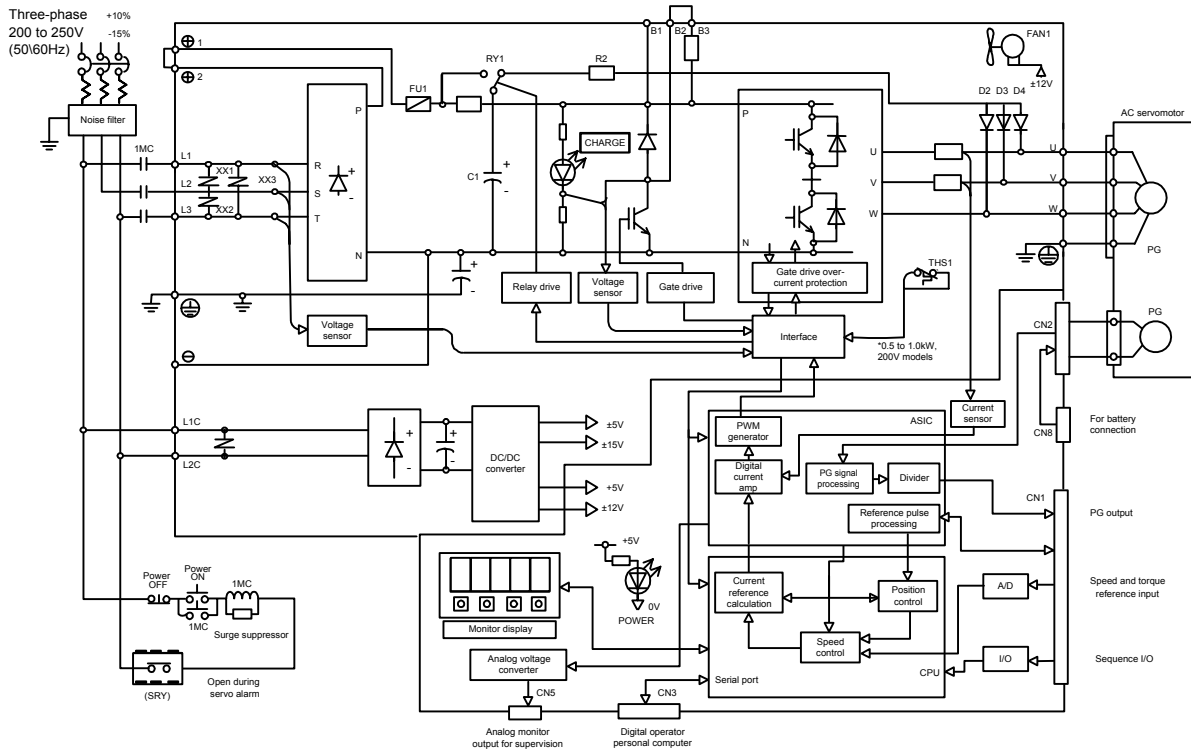 Three-phase
200 to 250V
(50\60Hz)
+10%
-15%
Noise filter
1MC
1
2
L1
L2
L3
XX1
XX3
XX2
P
R
S
T
N
+
-
FU1
RY1
R2
C1
+
-
CHARGE
B1
B2
B3
P
N
FAN1
±12V
D2
D3
D4
U
V
W
U
V
W
AC servomotor
PG
+
-
Relay drive
Voltage
sensor
Gate drive
Gate drive over-
current protection
THS1
Voltage
sensor
Interface
*0.5 to 1.0kW,
200V models
CN2
PG
L1C
L2C
+
-
+
-
DC/DC
converter
±5V
±15V
+5V
±12V
PWM
generator
ASIC
Current
sensor
Digital
current
amp
PG signal
processing
Divider
Reference pulse
processing
CN8
For battery
connection
CN1
PG output
+5V
0V
POWER
Monitor display
Current
reference
calculation
Position
control
Speed
control
A/D
Speed and torque
reference input
CPU
I/O
Sequence I/O
Serial port
Analog voltage
converter
CN5
CN3
Analog monitor
output for supervision
Digital operator
personal computer
Power
OFF
Power
ON
1MC
1MC
Surge suppressor
(SRY)
Open during
servo alarm